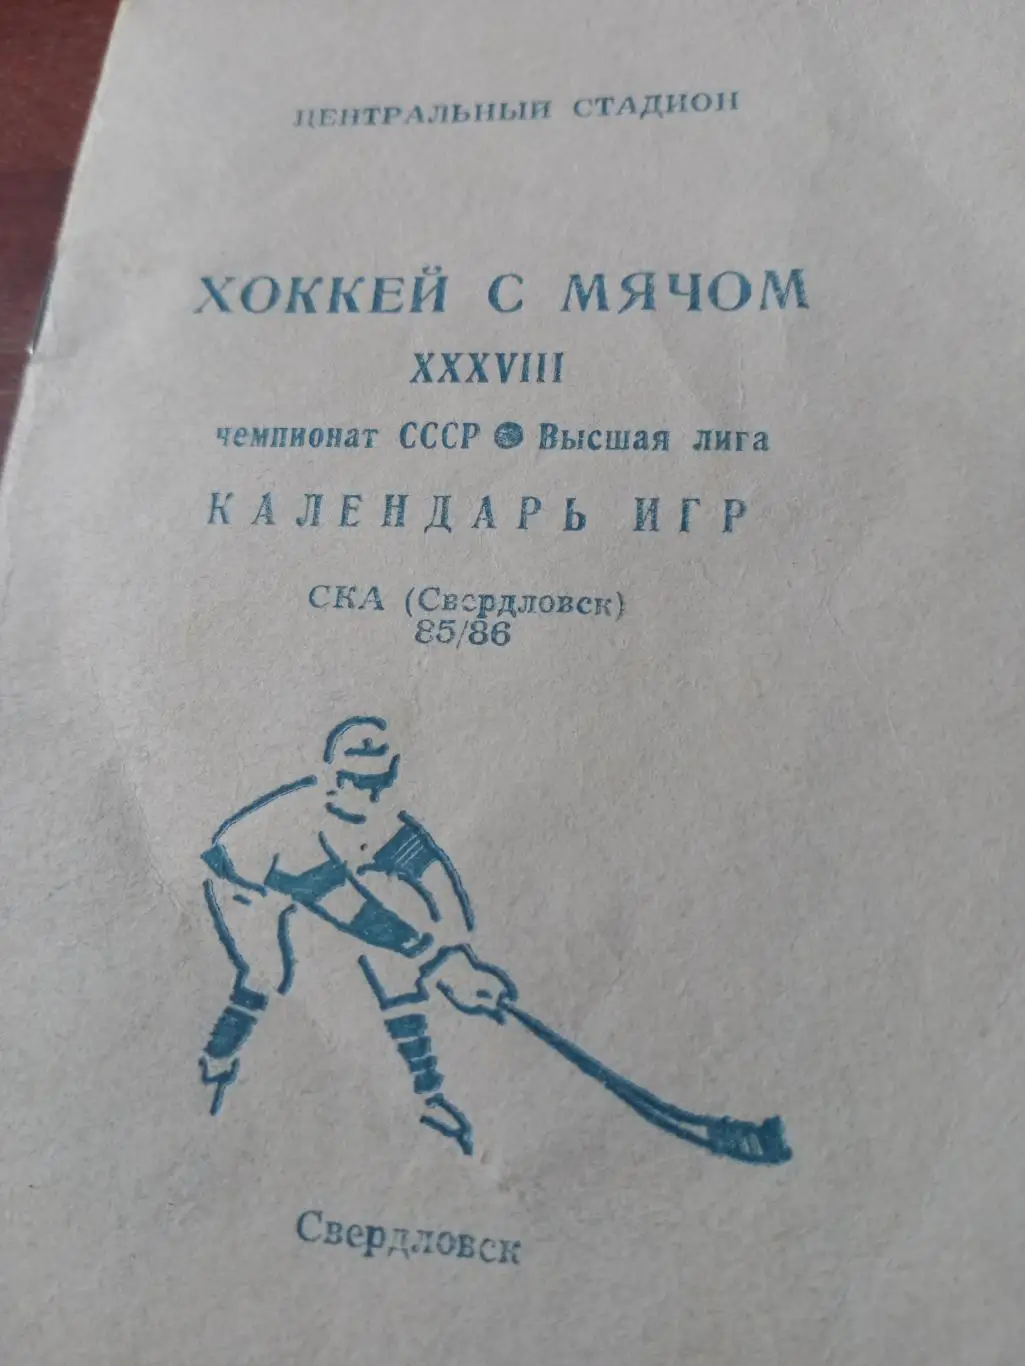 ЦЕНТРАЛЬНЫЙ СТАДИОН
ХОККЕЙ С МЯЧОМ
XXXVIII
чемпионат СССР Высшая лига
КАЛЕНДАРЬ ИГР
СКА (Свердловск)
85/86
Свердловск